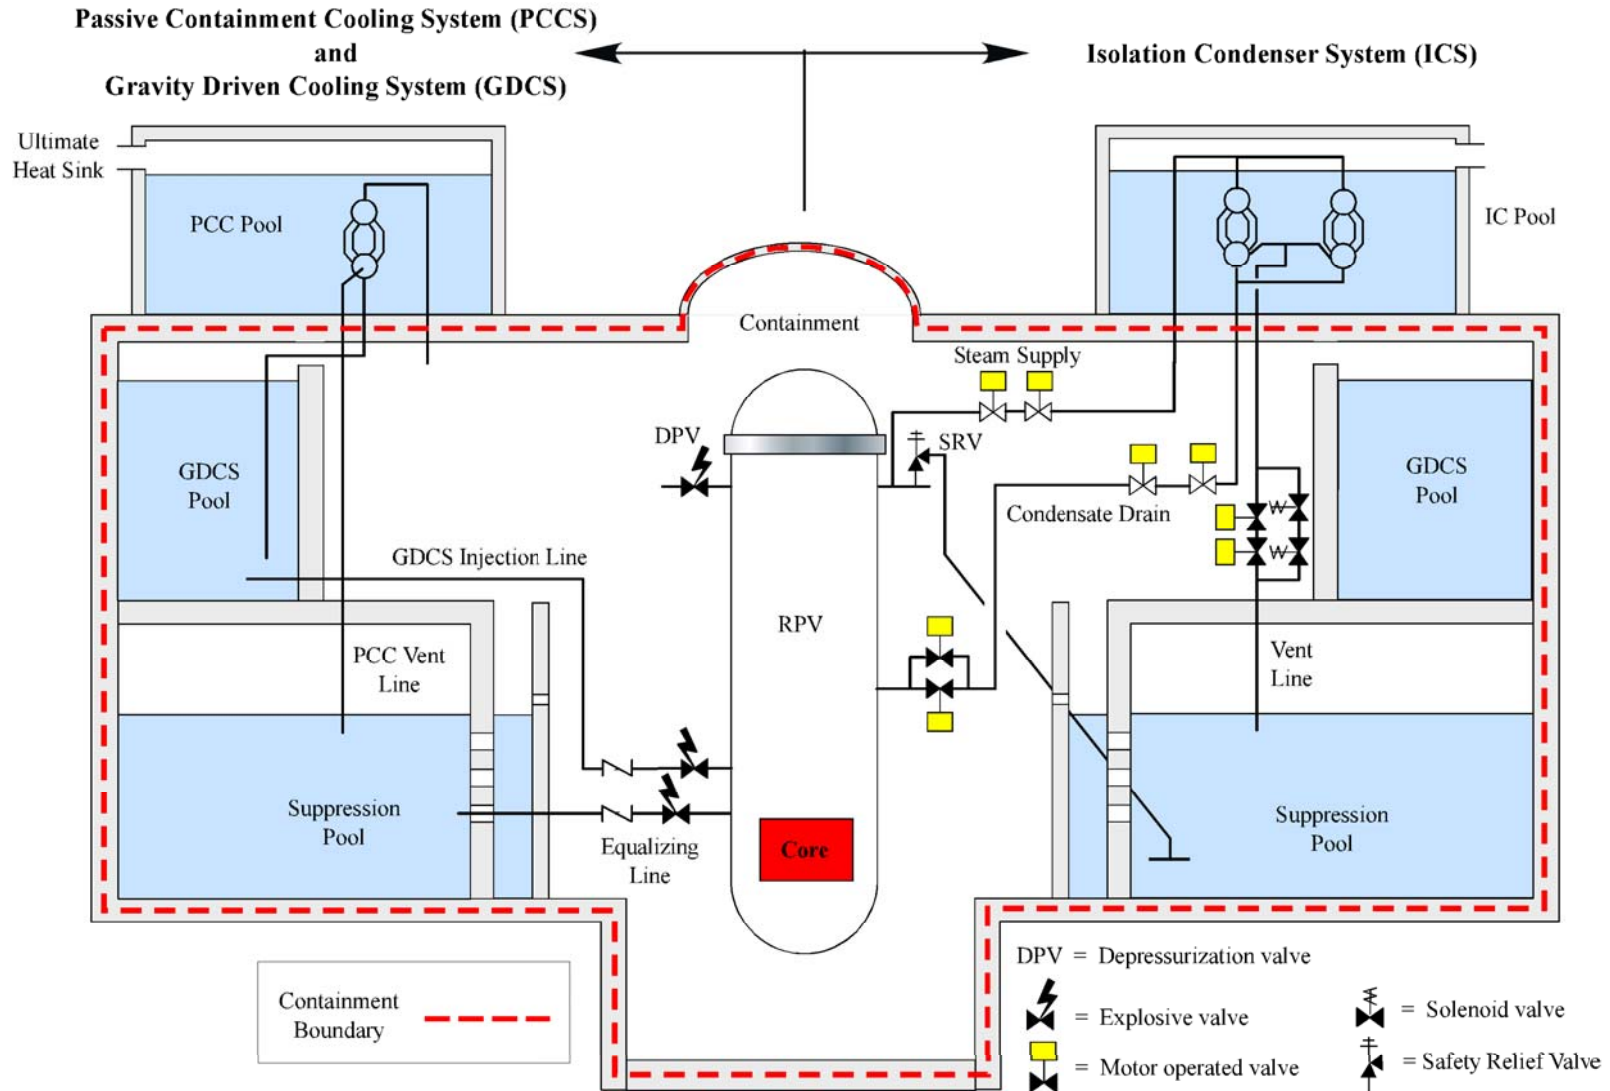 Passive Containment Cooling System (PCCS)
and
Gravity Driven Cooling System (GDCS)
Isolation Condenser System (ICS)
Ultimate
Heat Sink
PCC Pool
IC Pool
Containment
Steam Supply
DPV
SRV
GDCS
Pool
GDCS
Pool
Condensate Drain
GDCS Injection Line
RPV
PCC Vent
Line
Vent
Line
Suppression
Pool
Suppression
Pool
Equalizing
Line
Core
Containment
Boundary
DPV = Depressurization valve
= Explosive valve
= Motor operated valve
= Solenoid valve
= Safety Relief Valve